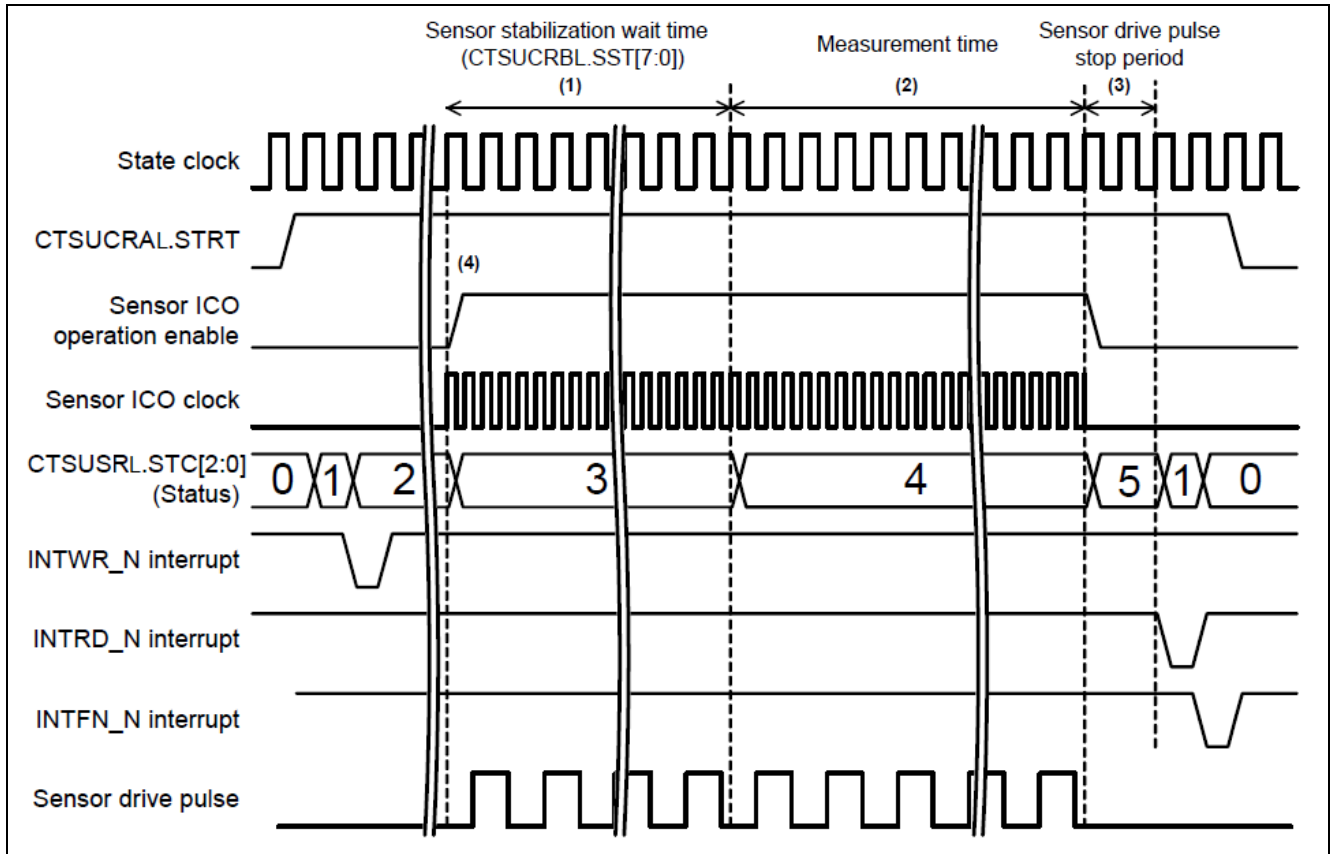 Sensor stabilization wait time
(CTSUCRBL.SST[7:0])
(1)
Measurement time
(2)
Sensor drive pulse
stop period
(3)
State clock
CTSUCRAL.STRT
(4)
Sensor ICO
operation enable
Sensor ICO clock
CTSUSRL.STC[2:0]
(Status)
0 1 2 3 4 5 1 0
INTWR_N interrupt
INTRD_N interrupt
INTFN_N interrupt
Sensor drive pulse